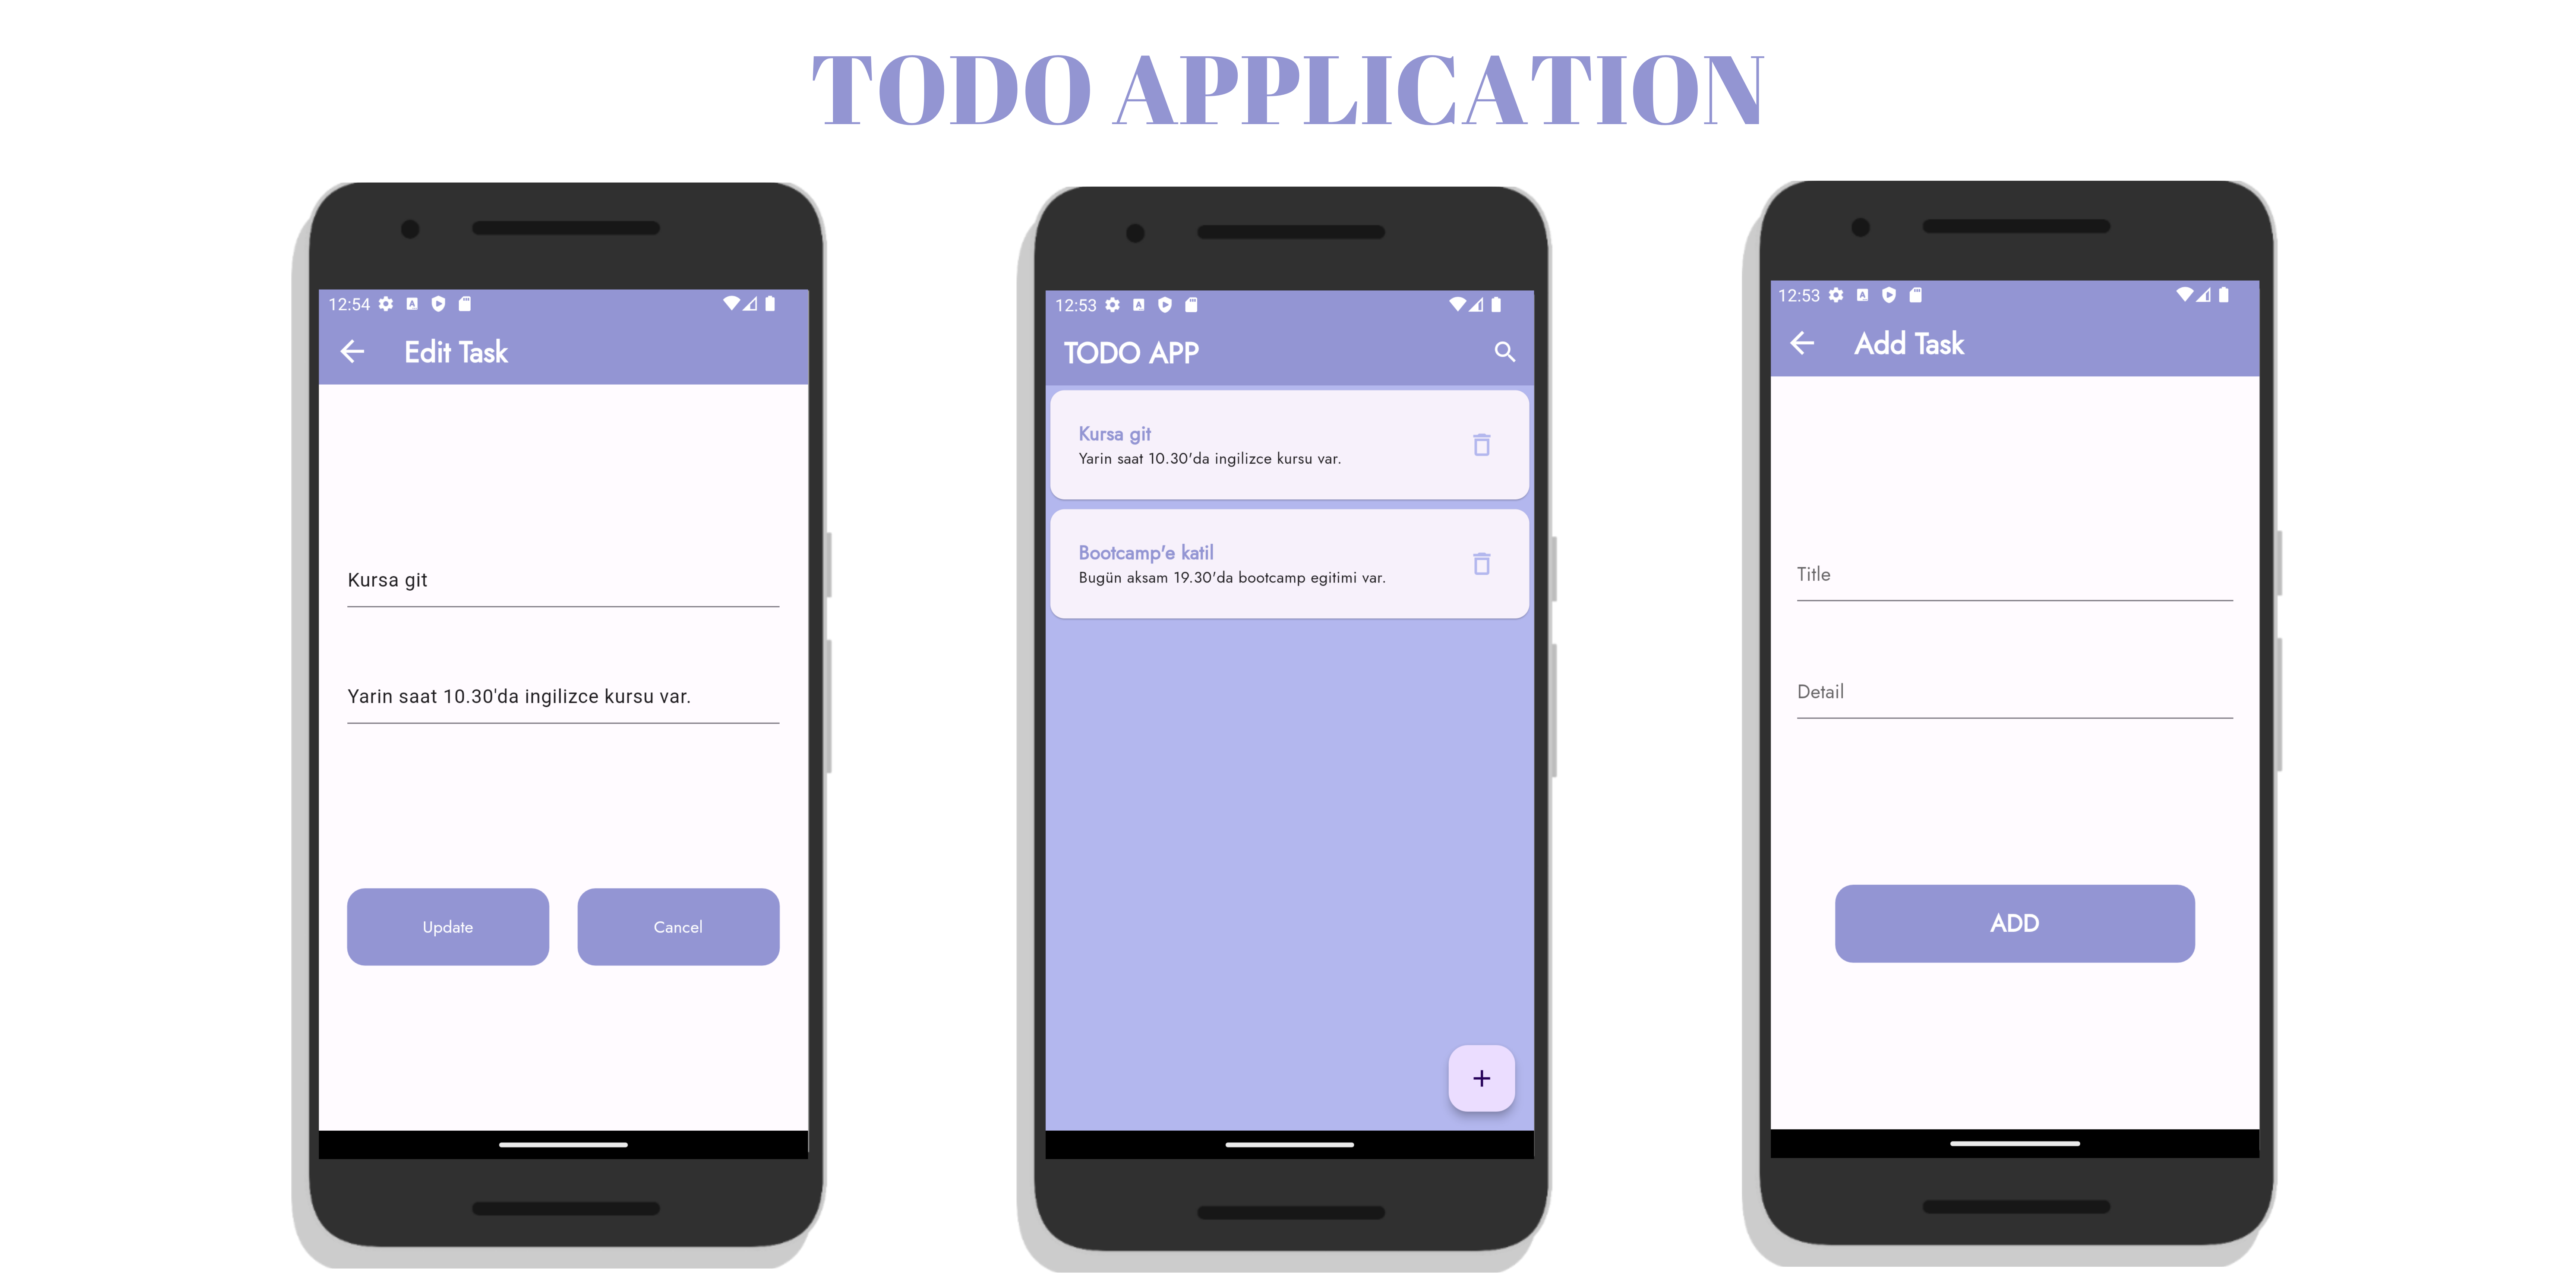 TODO APPLICATION
12:54
Edit Task
Kursa git
Yarin saat 10.30'da ingilizce kursu var.
Update
Cancel
12:53
TODO APP
Kursa git
Yarin saat 10.30'da ingilizce kursu var.
Bootcamp'e katil
Bugün aksam 19.30'da bootcamp egitimi var.
+
12:53
Add Task
Title
Detail
ADD